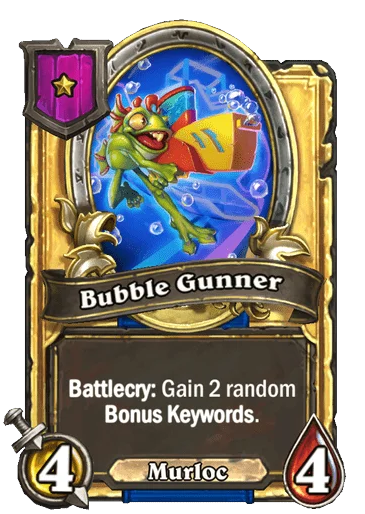 Bubble Gunner
Battlecry: Gain 2 random
Bonus Keywords.
4
Murloc
4